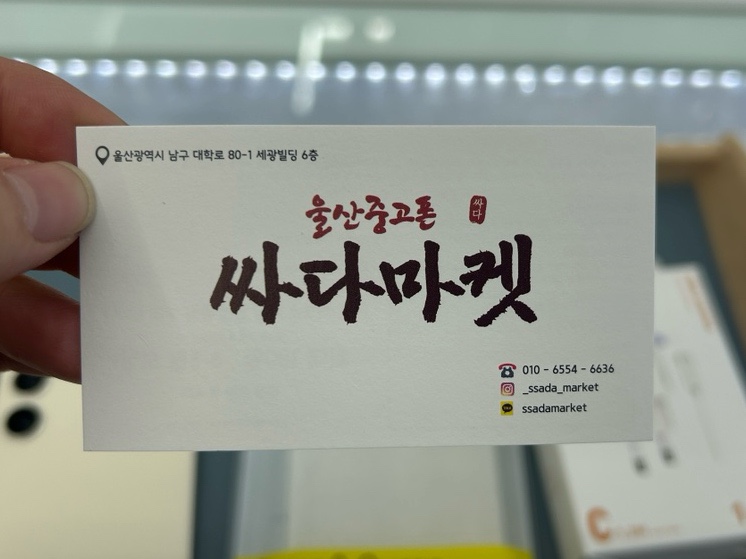 울산광역시 남구 대학로 80-1 세광빌딩 6층
울산중고폰
싸다
싸다마켓
010 - 6554 - 6636
_ssada_market
ssadamarket